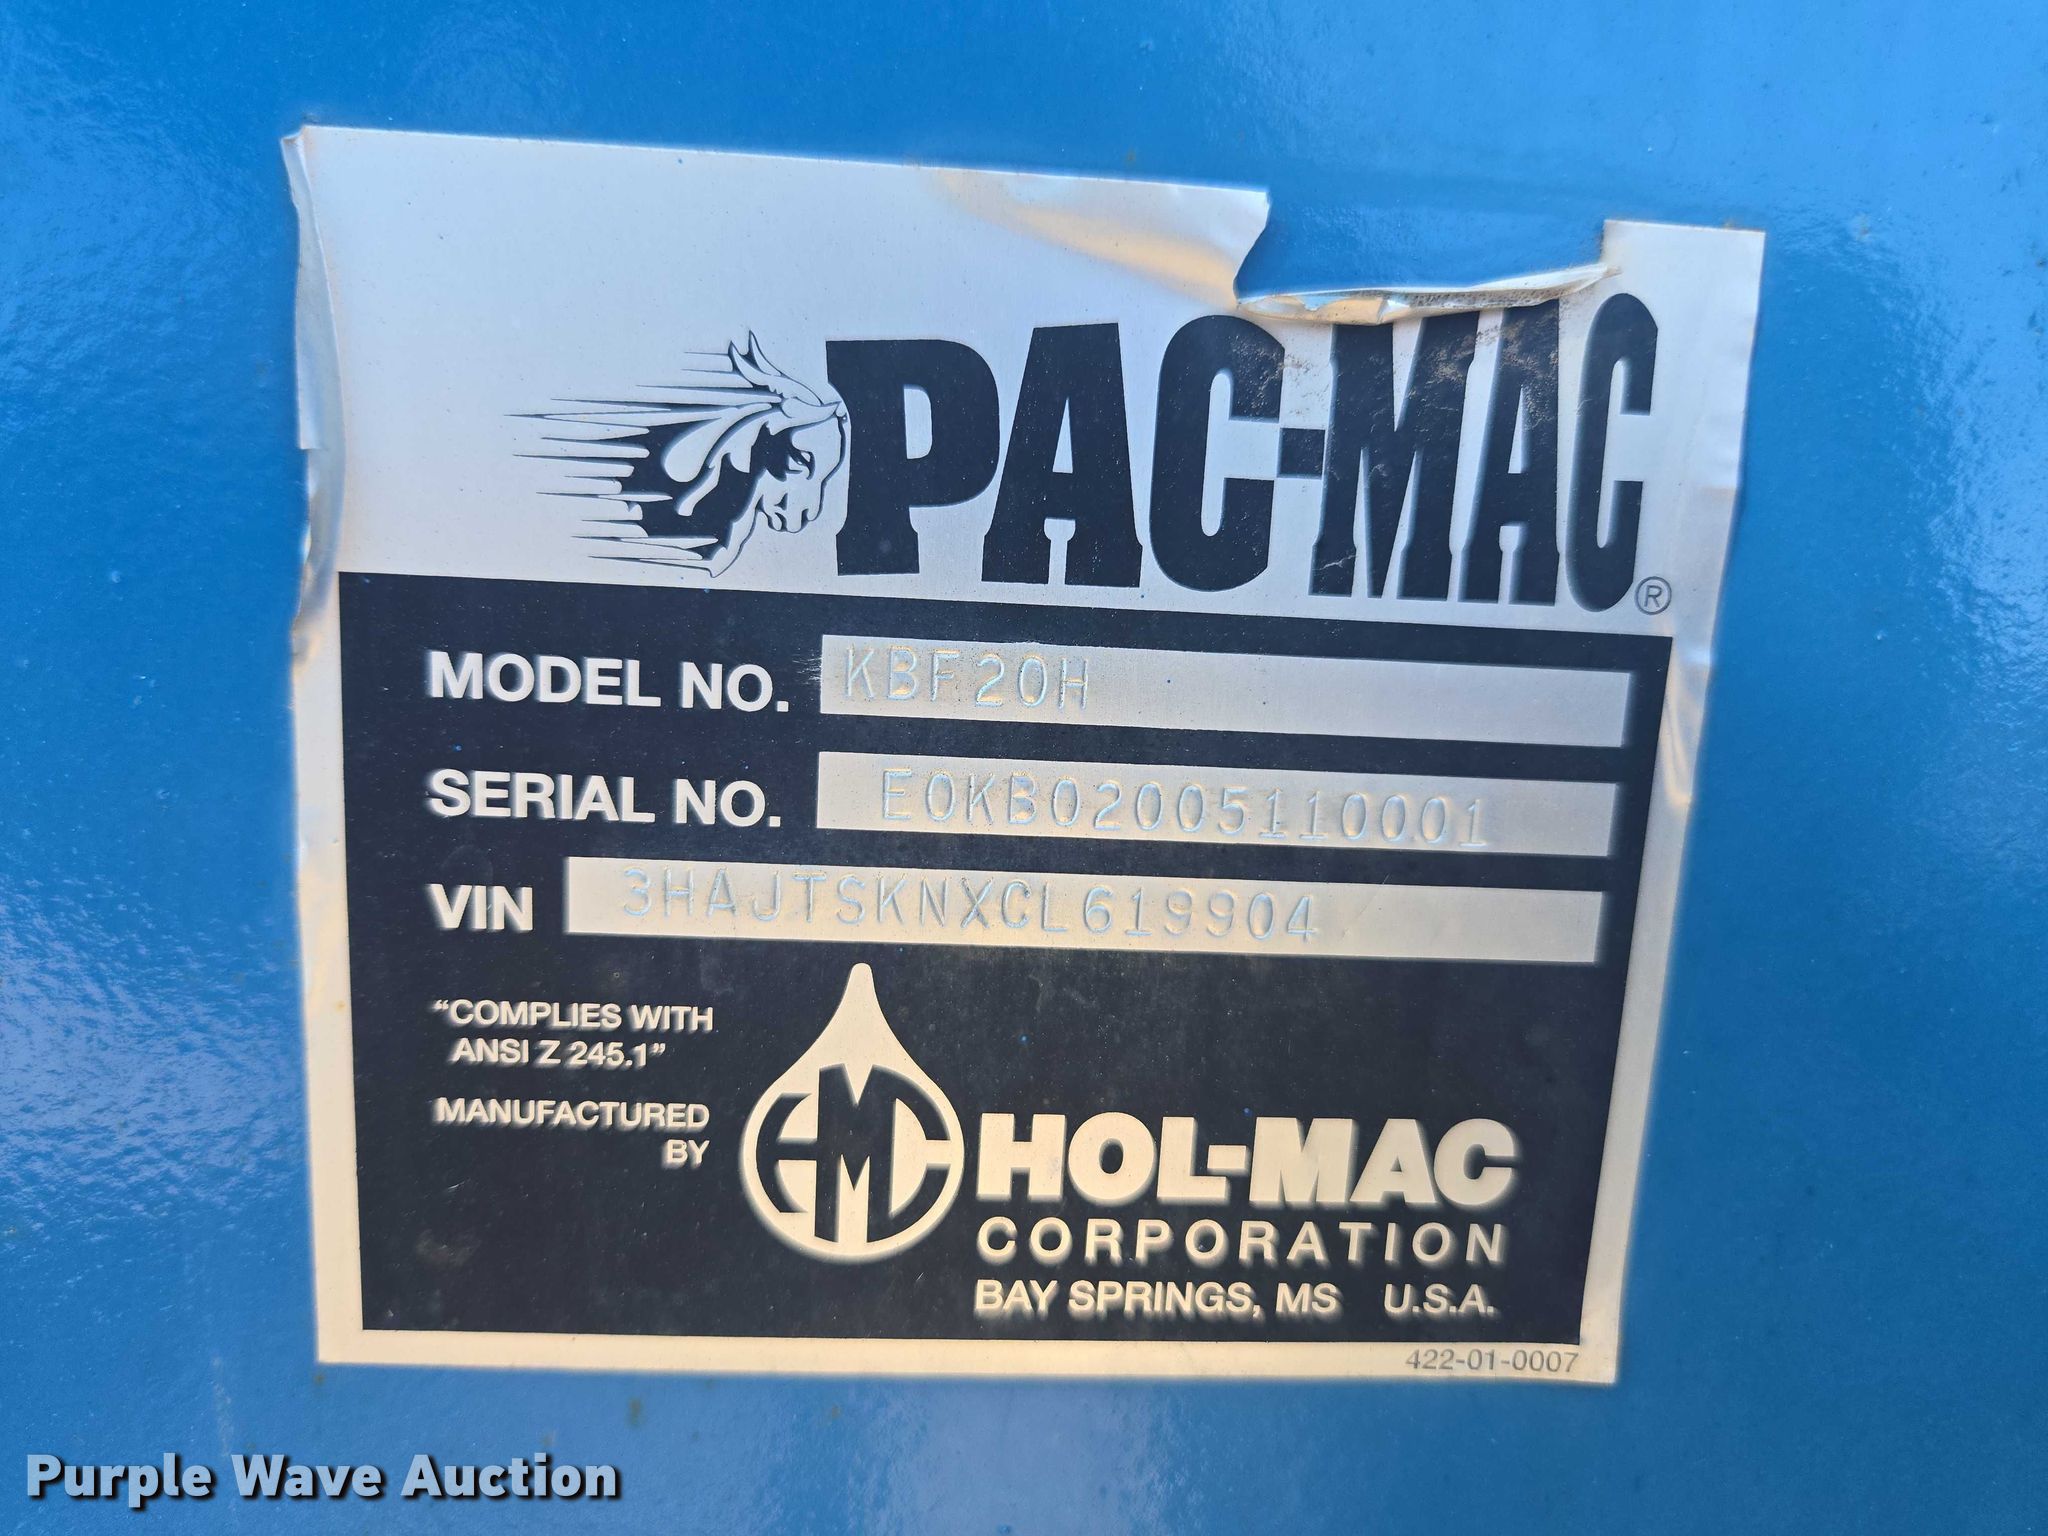 PAC-MAC®
MODEL NO. KBF20H
SERIAL NO. E0KB02005110001
VIN 3HAJTSKNXCL619904
"COMPLIES WITH
ANSI Z 245.1"
MANUFACTURED
BY
HMC
HOL-MAC
CORPORATION
BAY SPRINGS, MS U.S.A.
422-01-0007
Purple Wave Auction